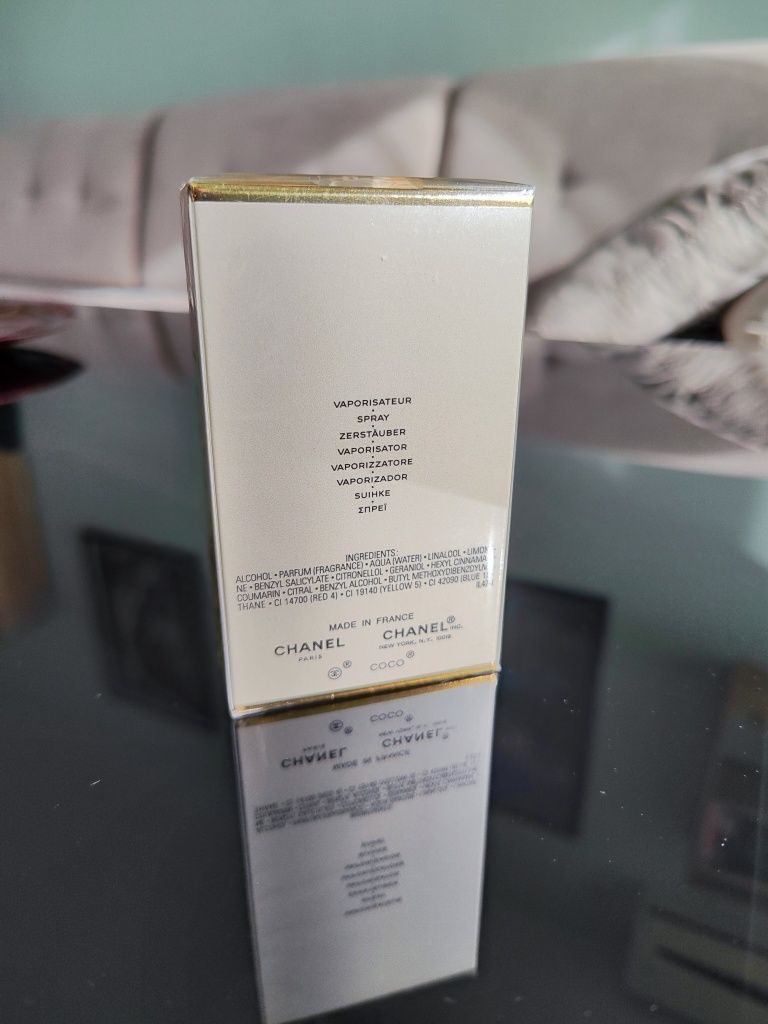 VAPORISATEUR
SPRAY
ZERSTÄUBER
VAPORISATOR
VAPORIZZATORE
VAPORIZADOR
SUIHKE
ΣΠΡΕΪ
INGREDIENTS :
ALCOHOL • PARFUM (FRAGRANCE) • AQUA (WATER) • LINALOOL • LIMON
NE • BENZYL SALICYLATE • CITRONELLOL • GERANIOL • HEXYL CINNAMA
COUMARIN • CITRAL • BENZYL ALCOHOL • BUTYL METHOXYDIBENZOYLM
THANE • CI 14700 (RED 4) • CI 19140 (YELLOW 5) • CI 42090 (BLUE 1)
MADE IN FRANCE
CHANEL CHANEL® INC.
PARIS NEW YORK, N.Y. 10019
® COCO®